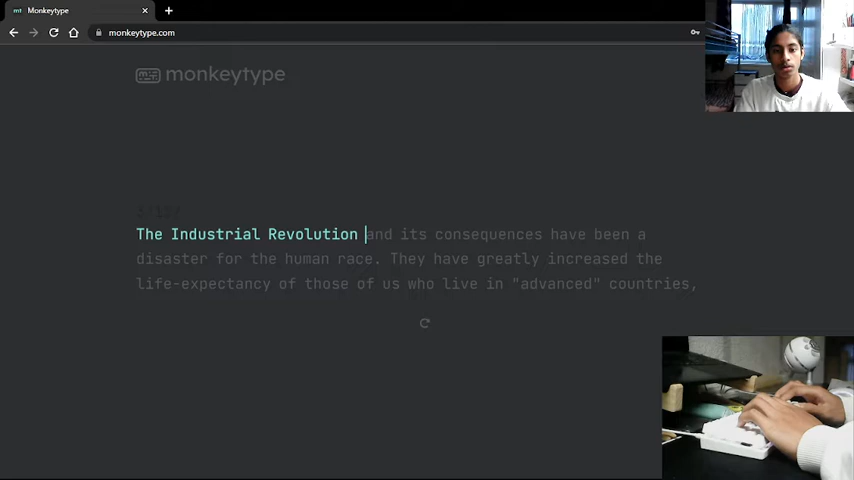 mt Monkeytype
monkeytype.com
monkeytype
The Industrial Revolution and its consequences have been a
disaster for the human race. They have greatly increased the
life-expectancy of those of us who live in "advanced" countries,